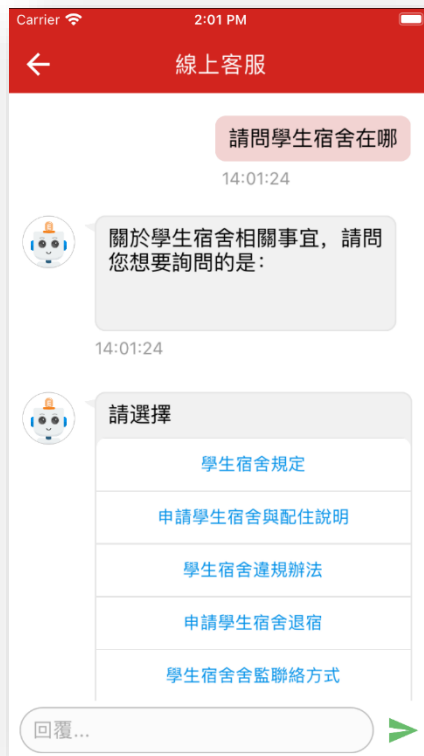 Carrier 2:01 PM
線上客服
請問學生宿舍在哪
14:01:24
關於學生宿舍相關事宜，請問
您想要詢問的是：
14:01:24
請選擇
學生宿舍規定
申請學生宿舍與配住說明
學生宿舍違規辦法
申請學生宿舍退宿
學生宿舍舍監聯絡方式
回覆...